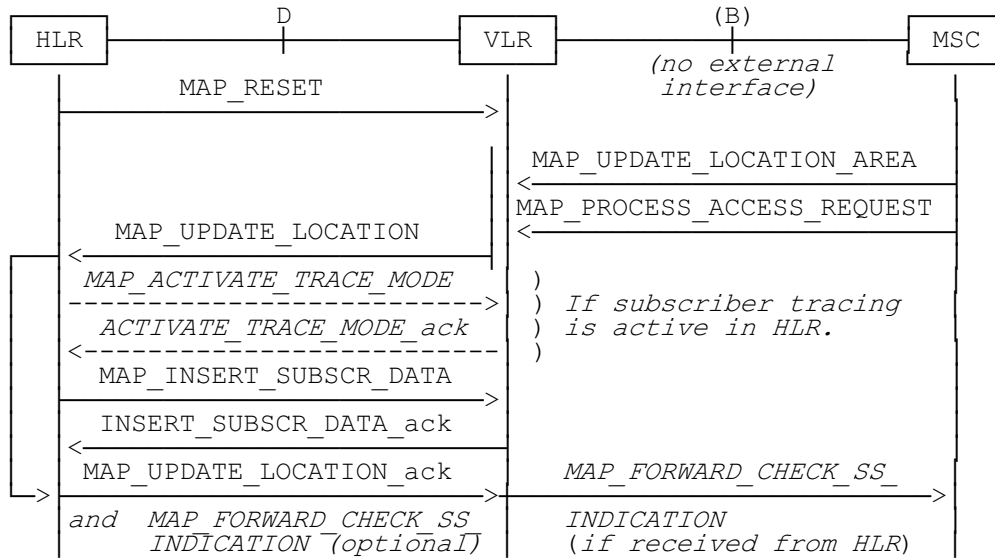 D (B)
HLR VLR MSC
(no external
interface)
MAP_RESET
MAP_UPDATE_LOCATION_AREA
MAP_PROCESS_ACCESS_REQUEST
MAP_UPDATE_LOCATION
MAP_ACTIVATE_TRACE_MODE )
) If subscriber tracing
ACTIVATE_TRACE_MODE_ack ) is active in HLR.
)
MAP_INSERT_SUBSCR_DATA
INSERT_SUBSCR_DATA_ack
MAP_UPDATE_LOCATION_ack MAP_FORWARD_CHECK_SS_
and MAP_FORWARD_CHECK_SS_ INDICATION
INDICATION (optional) (if received from HLR)